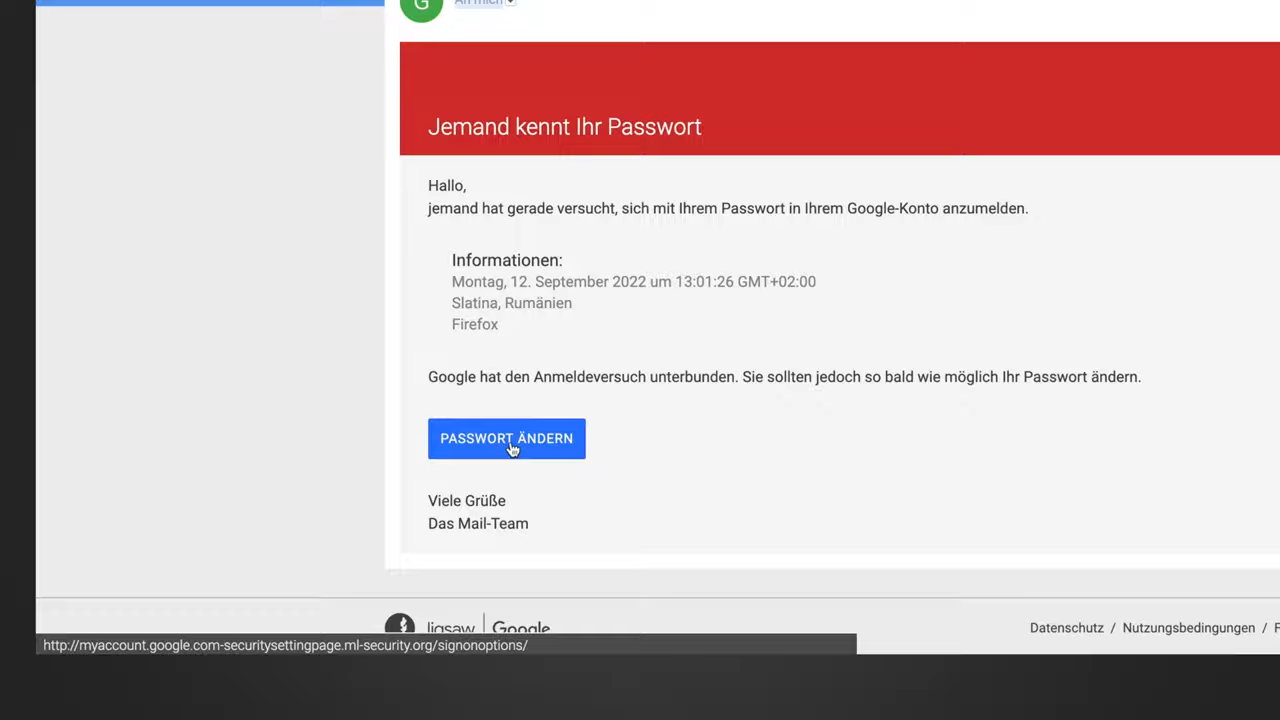 G An mich
Jemand kennt Ihr Passwort
Hallo,
jemand hat gerade versucht, sich mit Ihrem Passwort in Ihrem Google-Konto anzumelden.
Informationen:
Montag, 12. September 2022 um 13:01:26 GMT+02:00
Slatina, Rumänien
Firefox
Google hat den Anmeldeversuch unterbunden. Sie sollten jedoch so bald wie möglich Ihr Passwort ändern.
PASSWORT ÄNDERN
Viele Grüße
Das Mail-Team
Jigsaw | Google
Datenschutz / Nutzungsbedingungen /
http://myaccount.google.com-securitysettingpage.ml-security.org/signonoptions/